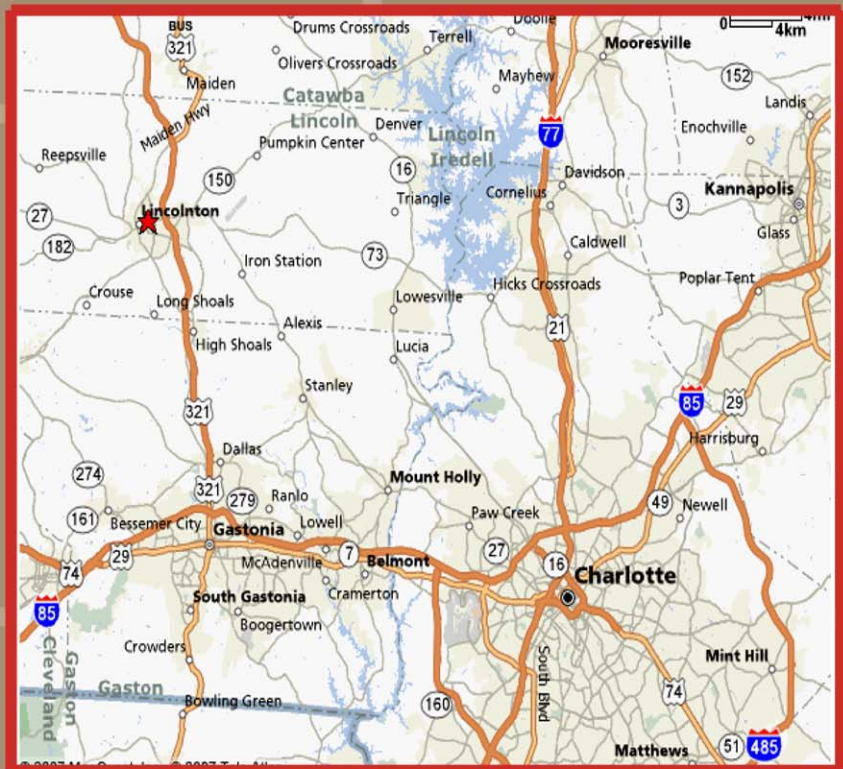 BUS
321
Drums Crossroads
Terrell
Doolie
Mooresville
0
4km
Olivers Crossroads
Maiden
Mayhew
152
Landis
Catawba
Lincoln
Maiden Hwy
Denver
Lincoln
Iredell
77
Enochville
Reepsville
Pumpkin Center
150
16
Davidson
Kannapolis
Triangle
Cornelius
3
27
Lincolnton
Glass
182
73
Caldwell
Iron Station
Poplar Tent
Crouse
Long Shoals
Lowesville
Hicks Crossroads
Alexis
21
High Shoals
Lucia
Stanley
85
29
321
Harrisburg
Dallas
274
321
279
Ranlo
Mount Holly
49
Newell
161
Bessemer City
Gastonia
Lowell
Paw Creek
74
29
7
27
16
McAdenville
Belmont
Charlotte
85
South Gastonia
Cramerton
Boogertown
Cleveland
Gaston
Crowders
South Blvd
Mint Hill
Gaston
Bowling Green
160
74
51
485
Matthews